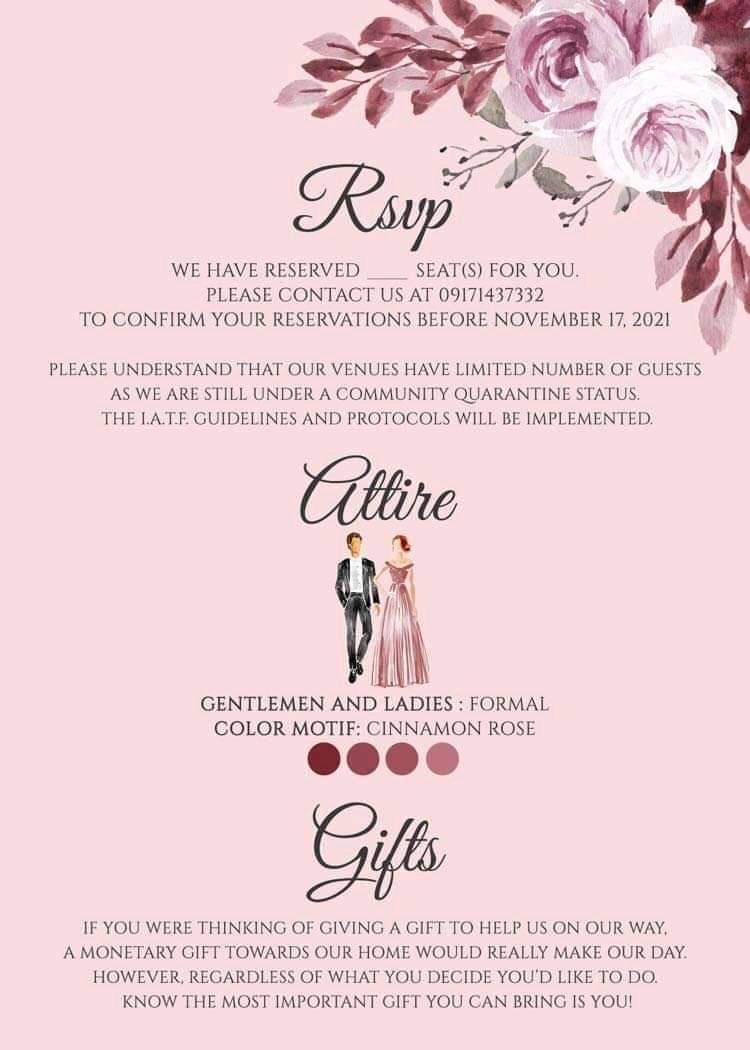 Rsvp
WE HAVE RESERVED ____ SEAT(S) FOR YOU.
PLEASE CONTACT US AT 09171437332
TO CONFIRM YOUR RESERVATIONS BEFORE NOVEMBER 17, 2021
PLEASE UNDERSTAND THAT OUR VENUES HAVE LIMITED NUMBER OF GUESTS
AS WE ARE STILL UNDER A COMMUNITY QUARANTINE STATUS.
THE I.A.T.F. GUIDELINES AND PROTOCOLS WILL BE IMPLEMENTED.
Attire
GENTLEMEN AND LADIES : FORMAL
COLOR MOTIF: CINNAMON ROSE
Gifts
IF YOU WERE THINKING OF GIVING A GIFT TO HELP US ON OUR WAY,
A MONETARY GIFT TOWARDS OUR HOME WOULD REALLY MAKE OUR DAY.
HOWEVER, REGARDLESS OF WHAT YOU DECIDE YOU'D LIKE TO DO.
KNOW THE MOST IMPORTANT GIFT YOU CAN BRING IS YOU!